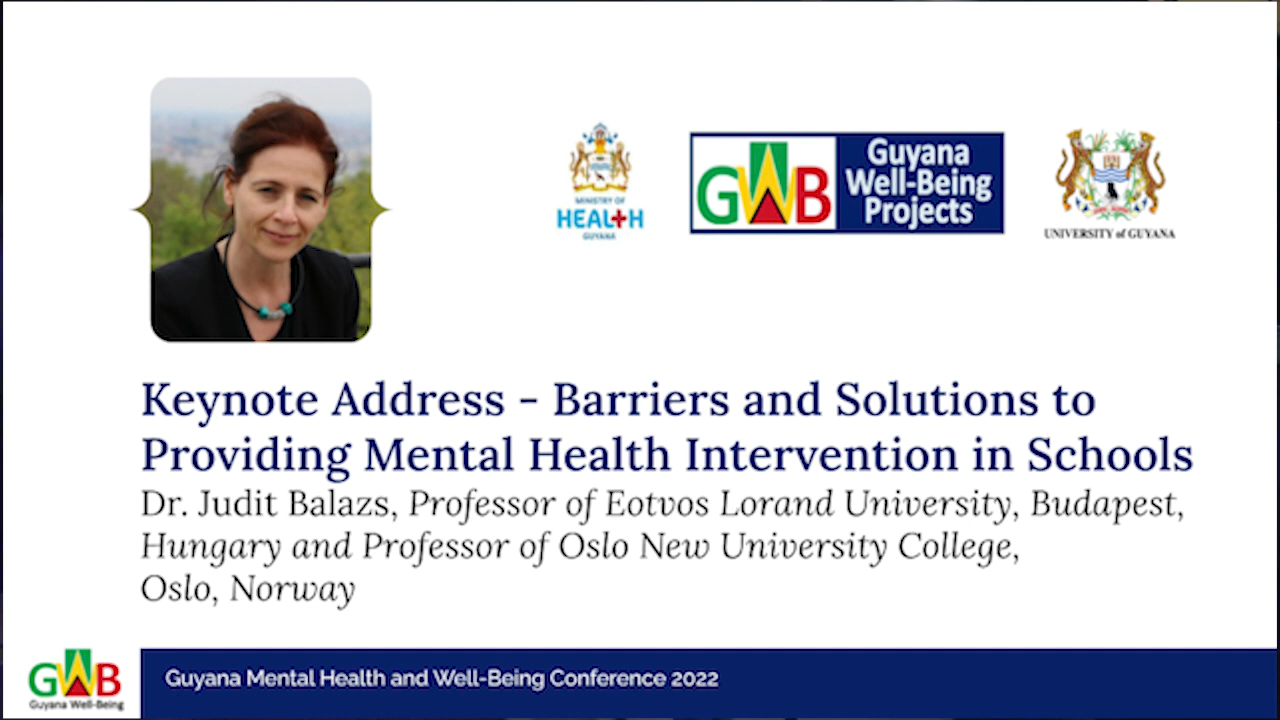 MINISTRY OF
HEALTH
GUYANA
GWB
Guyana
Well-Being
Projects
UNIVERSITY of GUYANA
Keynote Address - Barriers and Solutions to
Providing Mental Health Intervention in Schools
Dr. Judit Balazs, Professor of Eotvos Lorand University, Budapest,
Hungary and Professor of Oslo New University College,
Oslo, Norway
GWB
Guyana Well-Being
Guyana Mental Health and Well-Being Conference 2022